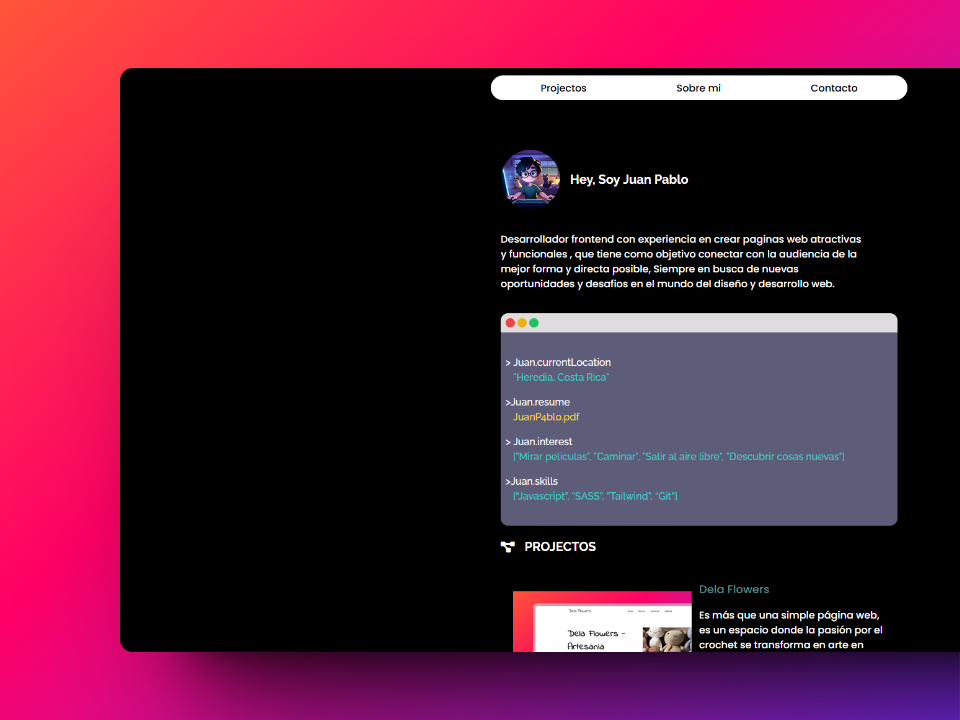 Projectos Sobre mi Contacto
Hey, Soy Juan Pablo
Desarrollador frontend con experiencia en crear paginas web atractivas
y funcionales , que tiene como objetivo conectar con la audiencia de la
mejor forma y directa posible, Siempre en busca de nuevas
oportunidades y desafios en el mundo del diseño y desarrollo web.
> Juan.currentLocation
"Heredia, Costa Rica"
>Juan.resume
JuanP4blo.pdf
> Juan.interest
["Mirar peliculas", "Caminar", "Salir al aire libre", "Descubrir cosas nuevas"]
>Juan.skills
["Javascript", "SASS", "Tailwind", "Git"]
PROJECTOS
Dela Flowers
Dela Flowers -
Artesania
Dela Flowers
Es más que una simple página web,
es un espacio donde la pasión por el
crochet se transforma en arte en